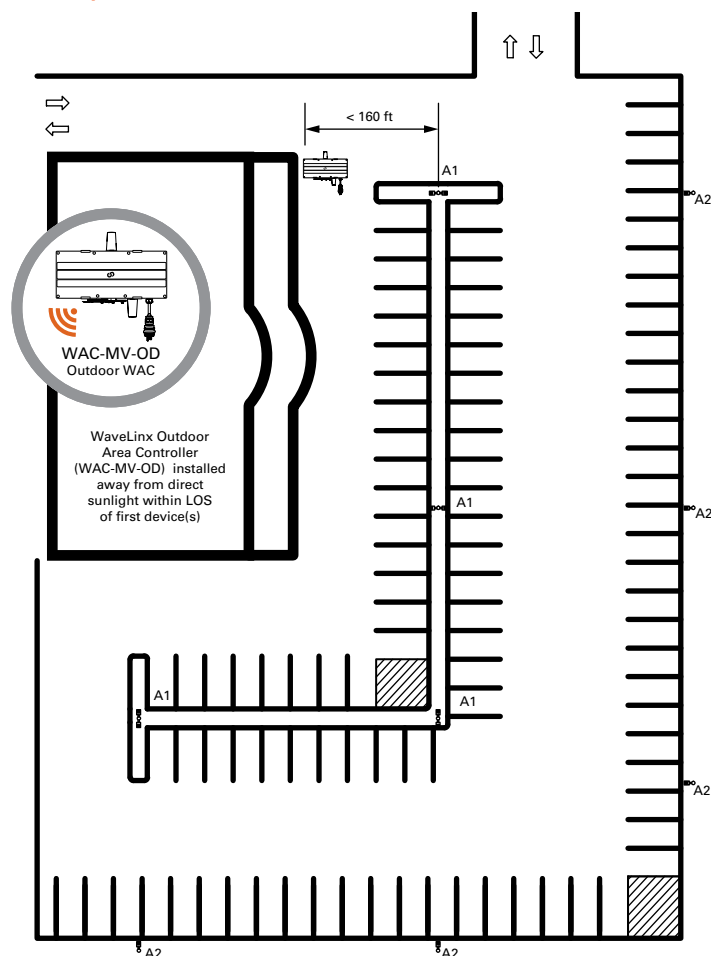 < 160 ft
A1
A2
WAC-MV-OD
Outdoor WAC
WaveLinx Outdoor
Area Controller
(WAC-MV-OD) installed
away from direct
sunlight within LOS
of first device(s)
A1
A2
A1
A1
A2
A2
A2